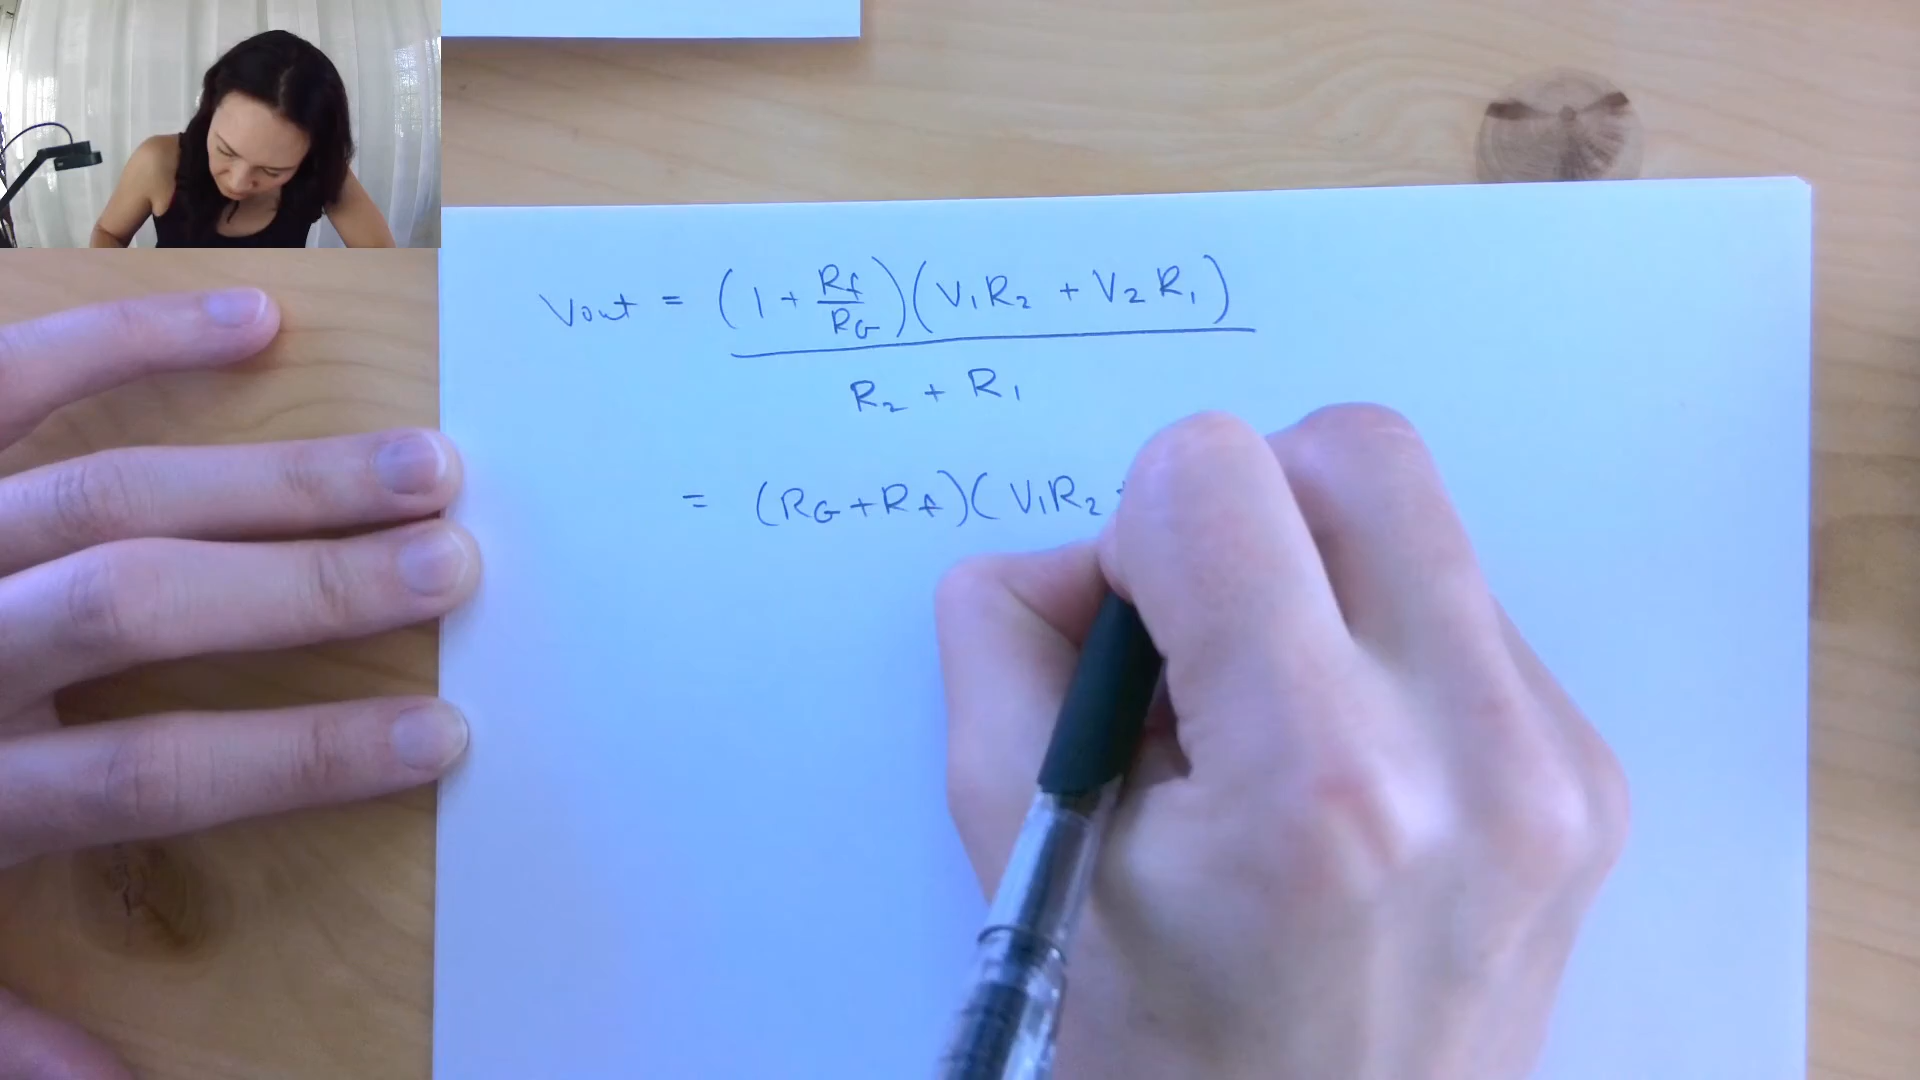 Vout = (1 + Rf/RG)(V1R2 + V2R1)
R2 + R1
= (RG+Rf)(V1R2 +